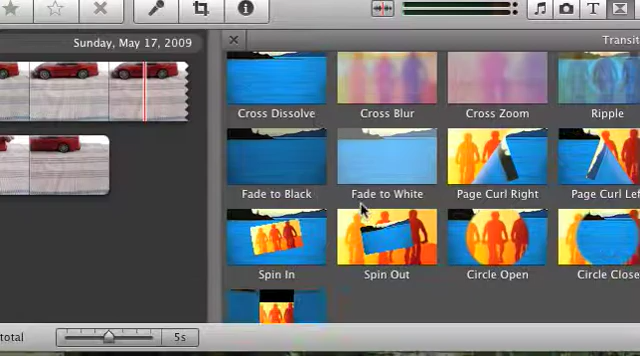 T
Sunday, May 17, 2009
Transit
Cross Dissolve Cross Blur Cross Zoom Ripple
Fade to Black Fade to White Page Curl Right Page Curl Lef
Spin In Spin Out Circle Open Circle Close
total 5s